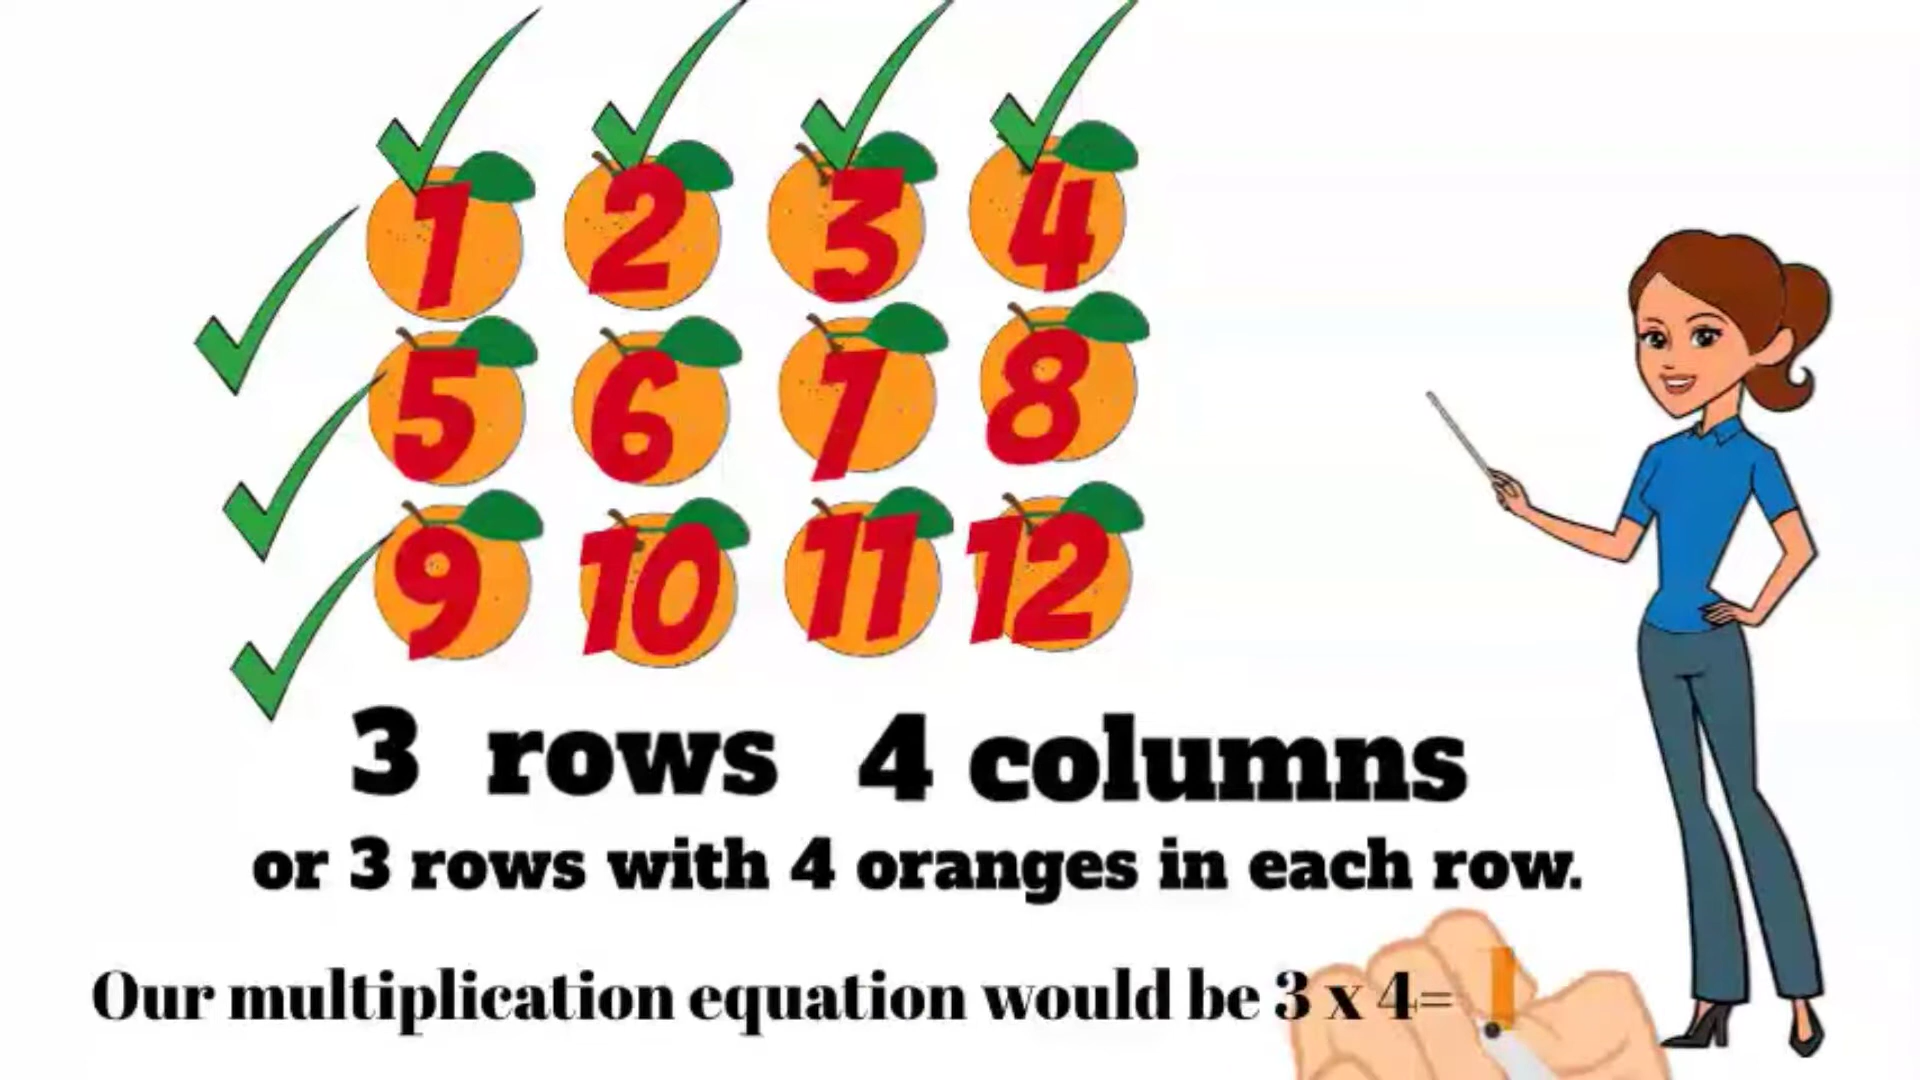 1 2 3 4
5 6 7 8
9 10 11 12
3 rows 4 columns
or 3 rows with 4 oranges in each row.
Our multiplication equation would be 3 x 4= 1